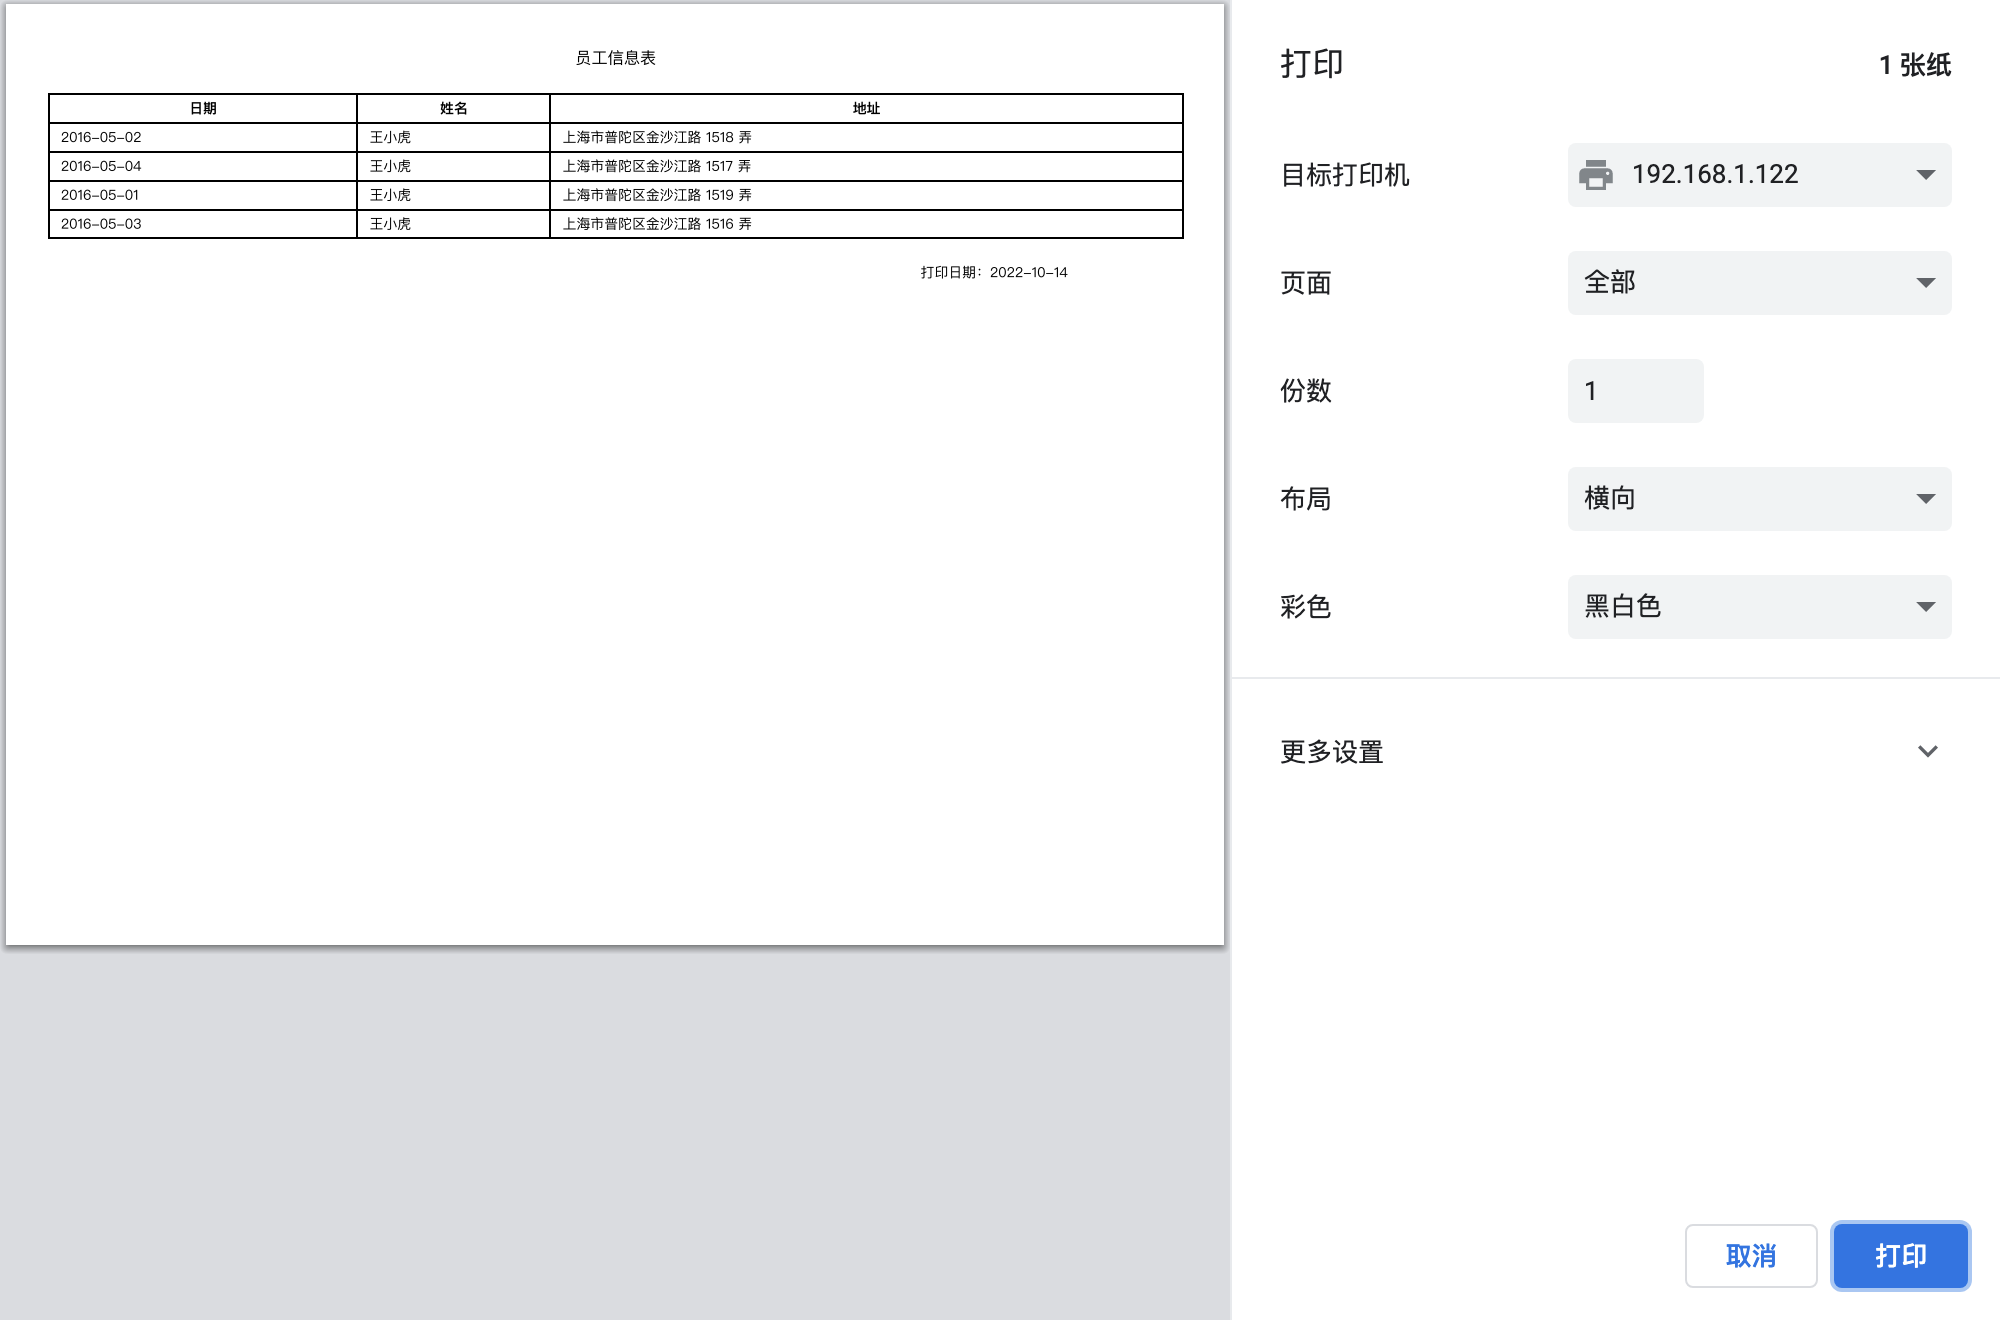 员工信息表
日期 姓名 地址
2016-05-02 王小虎 上海市普陀区金沙江路 1518 弄
2016-05-04 王小虎 上海市普陀区金沙江路 1517 弄
2016-05-01 王小虎 上海市普陀区金沙江路 1519 弄
2016-05-03 王小虎 上海市普陀区金沙江路 1516 弄
打印日期：2022-10-14
打印 1 张纸
目标打印机 192.168.1.122
页面 全部
份数 1
布局 横向
彩色 黑白色
更多设置
取消 打印